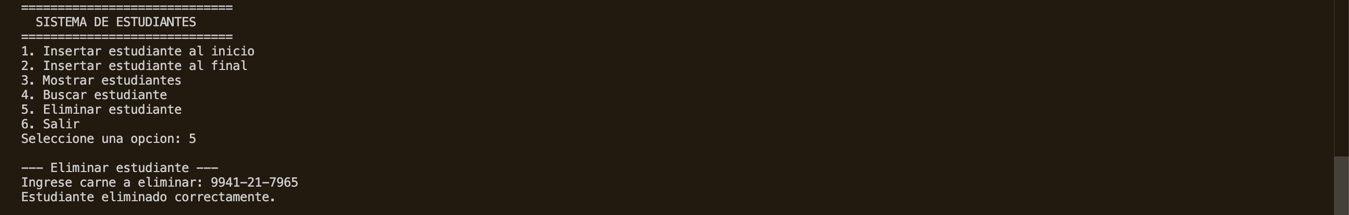 =============================
  SISTEMA DE ESTUDIANTES
=============================
1. Insertar estudiante al inicio
2. Insertar estudiante al final
3. Mostrar estudiantes
4. Buscar estudiante
5. Eliminar estudiante
6. Salir
Seleccione una opcion: 5

--- Eliminar estudiante ---
Ingrese carne a eliminar: 9941-21-7965
Estudiante eliminado correctamente.